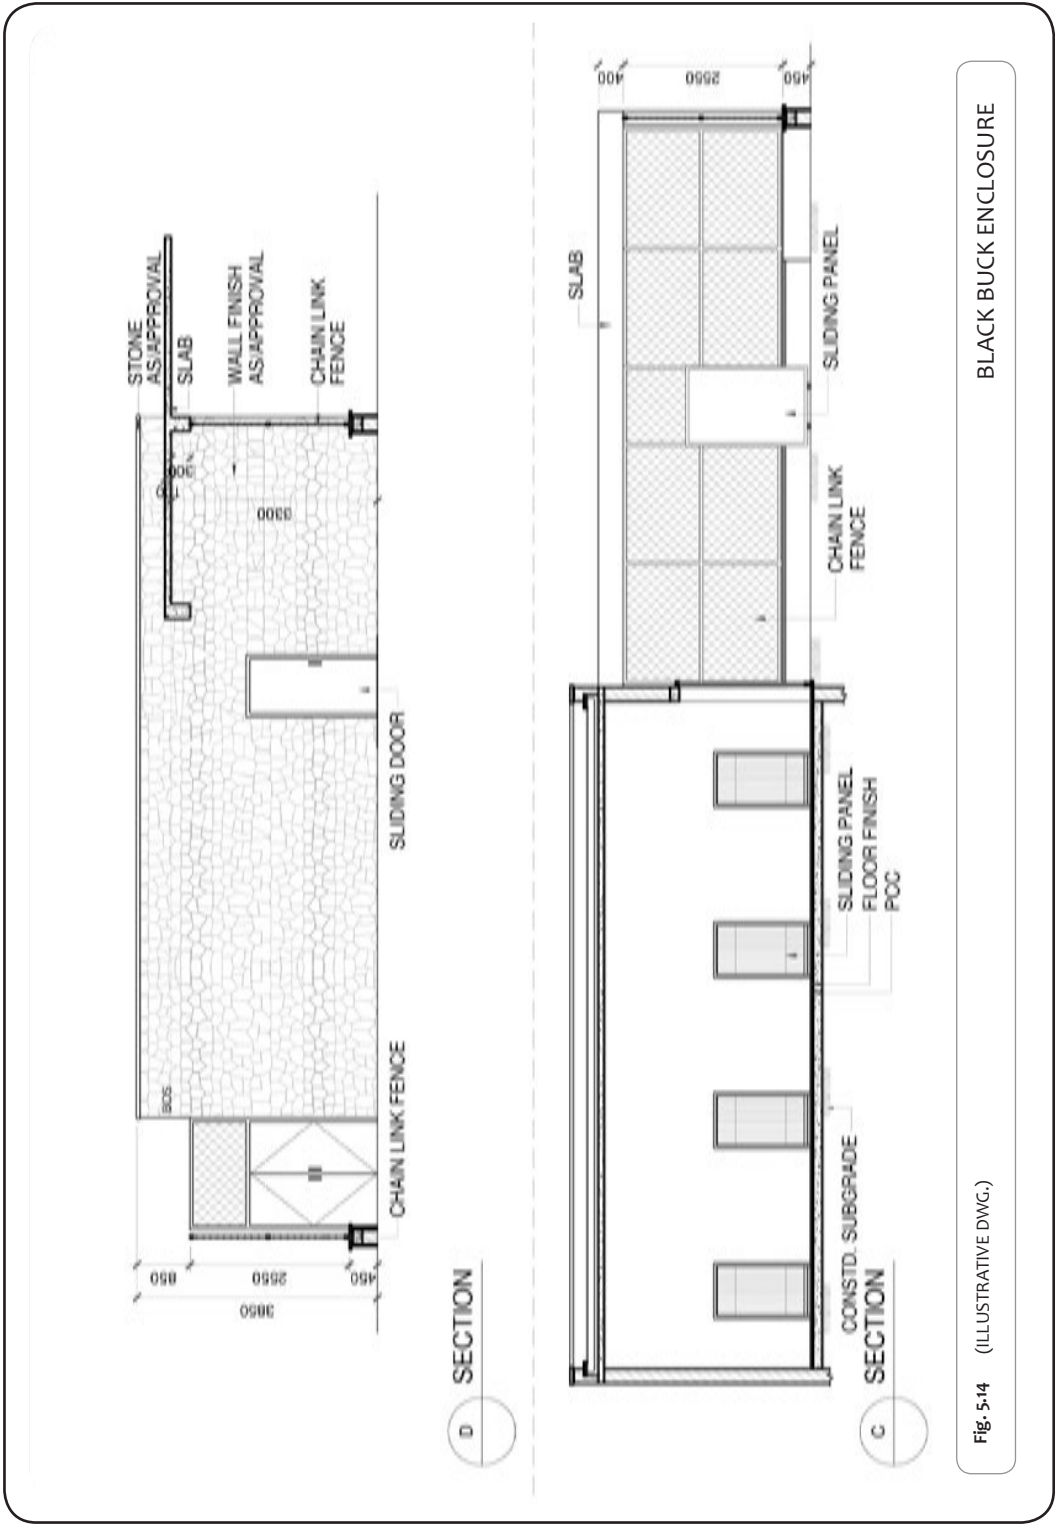 STONE
AS/APPROVAL
SLAB
WALL FINISH
AS/APPROVAL
CHAIN LINK
FENCE
300
3300
BOS
SLIDING DOOR
CHAIN LINK FENCE
850
2550
450
3850
D
SECTION
400
2550
450
SLAB
SLIDING PANEL
CHAIN LINK
FENCE
SLIDING PANEL
FLOOR FINISH
PCC
CONSTD. SUBGRADE
C
SECTION
Fig. 5.14 (ILLUSTRATIVE DWG.) BLACK BUCK ENCLOSURE